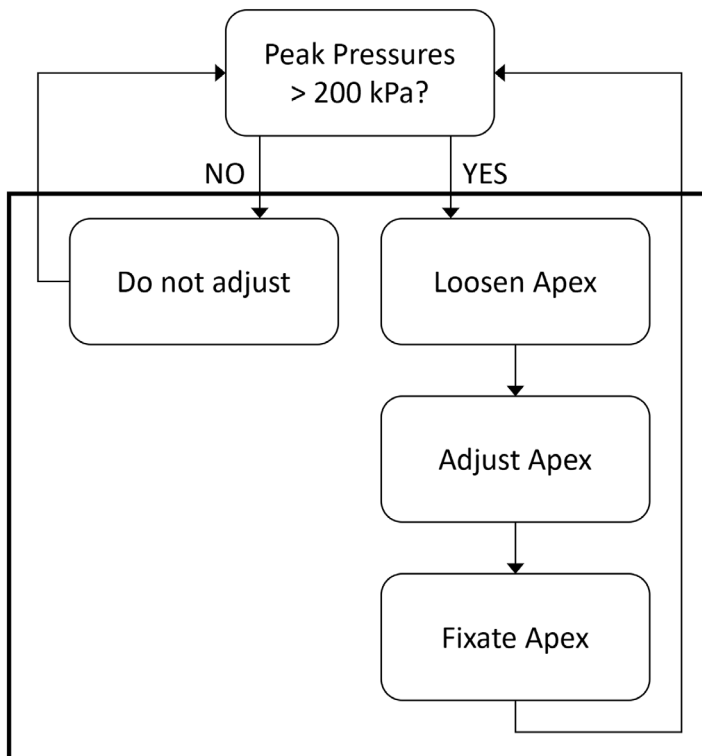 Peak Pressures
> 200 kPa?
NO
YES
Do not adjust
Loosen Apex
Adjust Apex
Fixate Apex